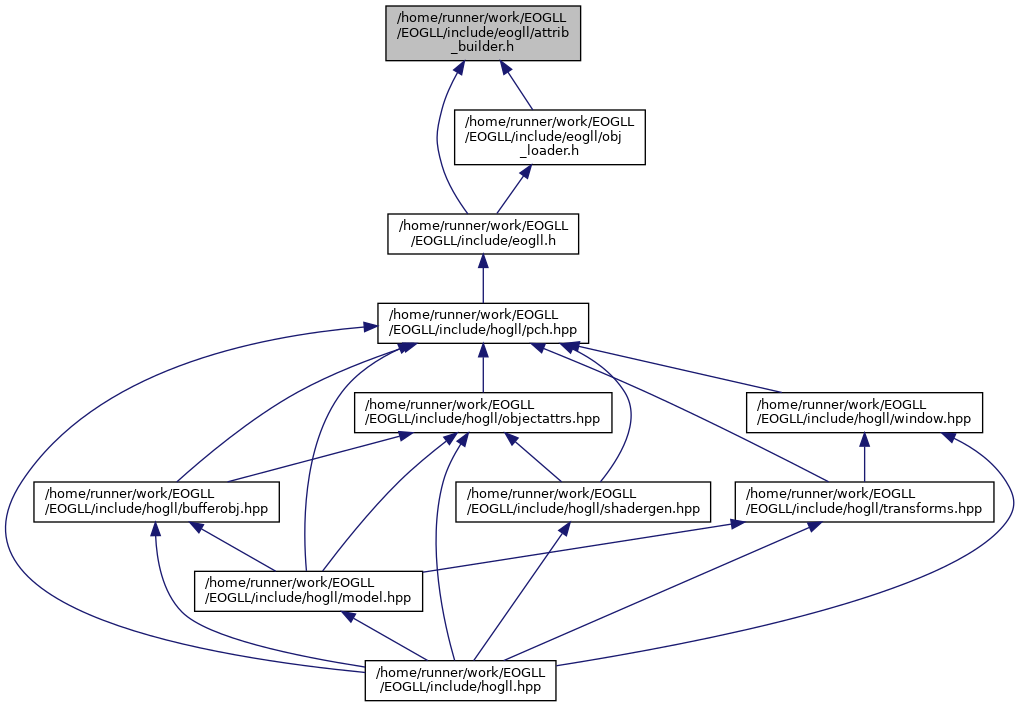 /home/runner/work/EOGLL
/EOGLL/include/eogll/attrib
_builder.h
/home/runner/work/EOGLL
/EOGLL/include/eogll/obj
_loader.h
/home/runner/work/EOGLL
/EOGLL/include/eogll.h
/home/runner/work/EOGLL
/EOGLL/include/hogll/pch.hpp
/home/runner/work/EOGLL
/EOGLL/include/hogll/objectattrs.hpp
/home/runner/work/EOGLL
/EOGLL/include/hogll/window.hpp
/home/runner/work/EOGLL
/EOGLL/include/hogll/bufferobj.hpp
/home/runner/work/EOGLL
/EOGLL/include/hogll/shadergen.hpp
/home/runner/work/EOGLL
/EOGLL/include/hogll/transforms.hpp
/home/runner/work/EOGLL
/EOGLL/include/hogll/model.hpp
/home/runner/work/EOGLL
/EOGLL/include/hogll.hpp